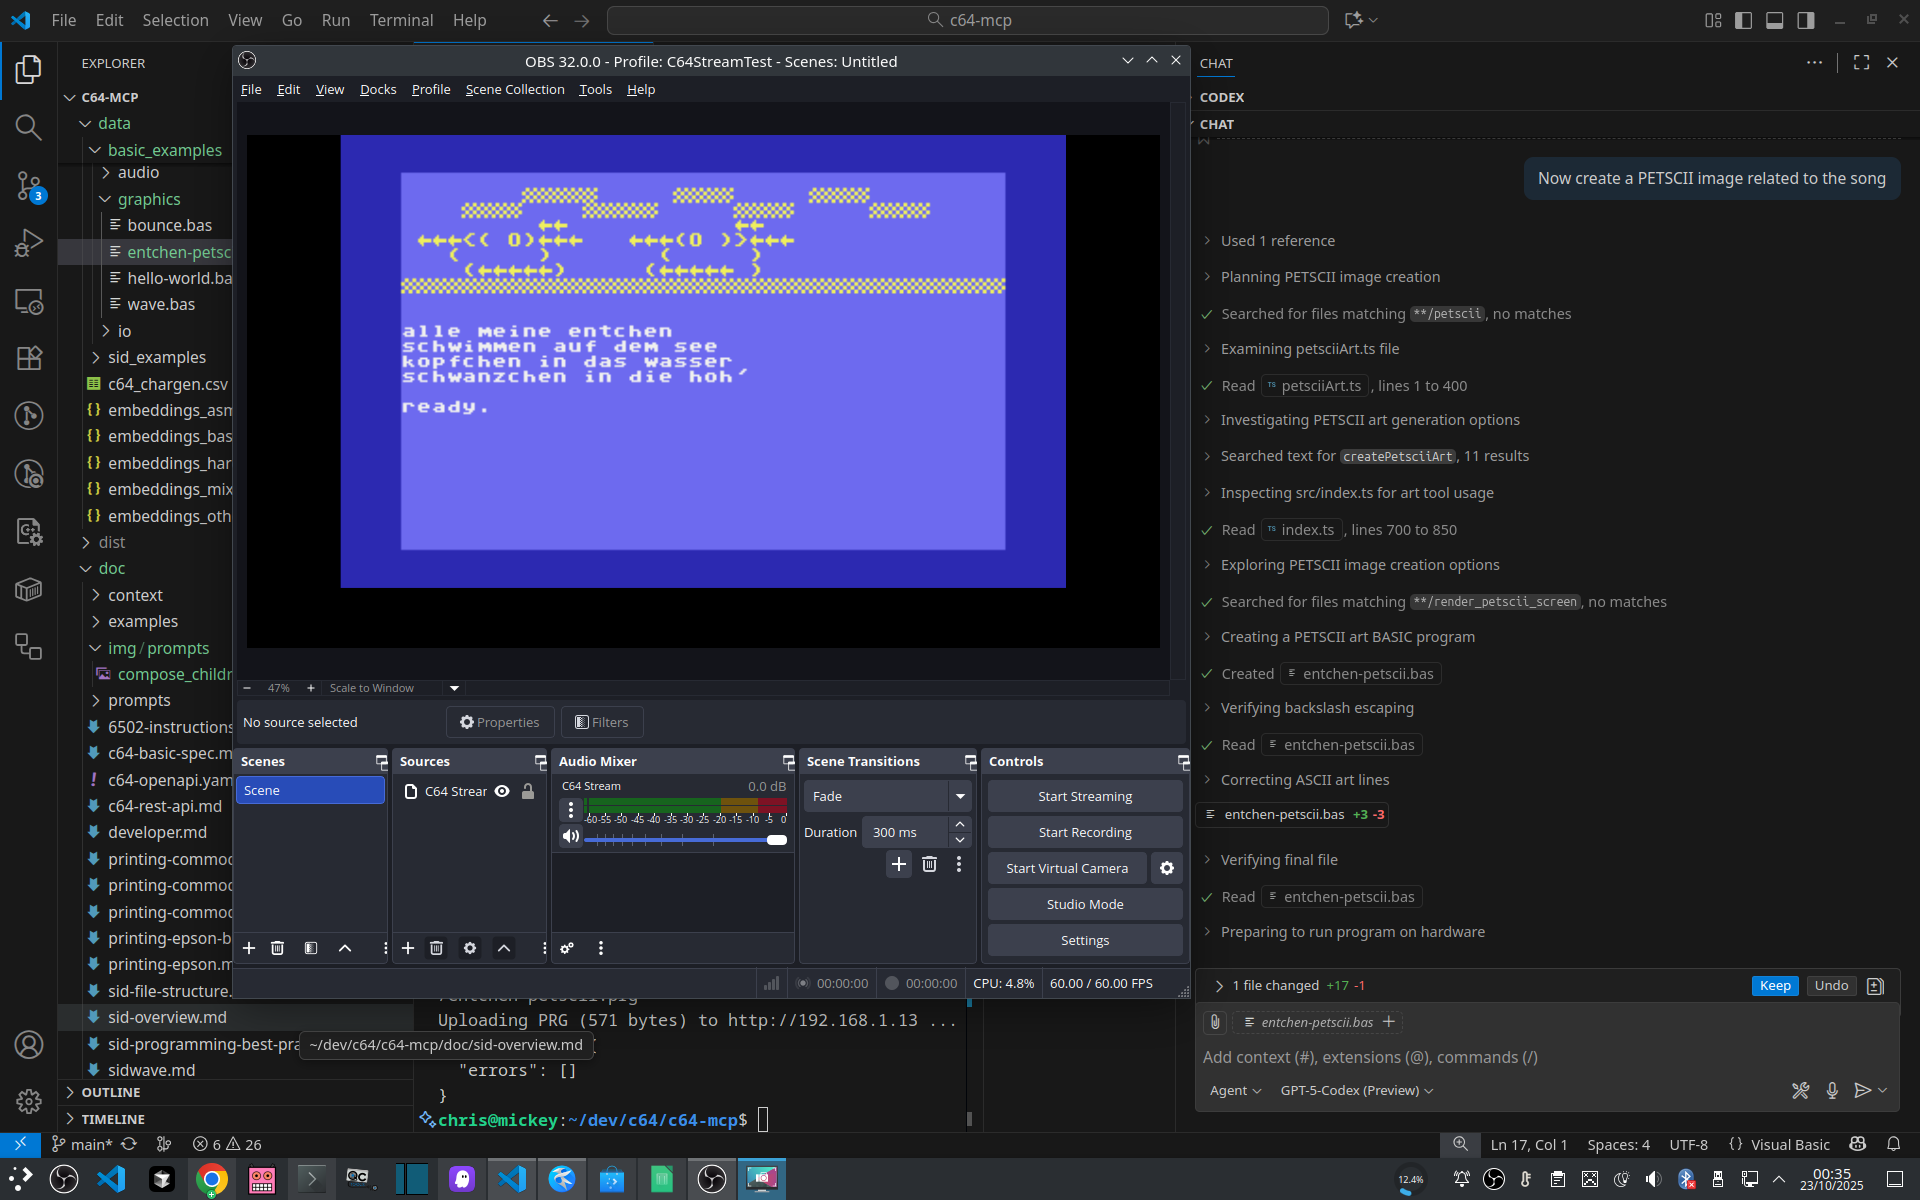 File Edit Selection View Go Run Terminal Help
c64-mcp
EXPLORER
C64-MCP
data
basic_examples
audio
graphics
bounce.bas
entchen-petsc
hello-world.ba
wave.bas
io
sid_examples
c64_chargen.csv
embeddings_asm
embeddings_bas
embeddings_har
embeddings_mix
embeddings_oth
dist
doc
context
examples
img / prompts
compose_childr
prompts
6502-instructions
c64-basic-spec.m
c64-openapi.yam
c64-rest-api.md
developer.md
printing-commod
printing-commod
printing-commod
printing-epson-b
printing-epson.m
sid-file-structure.
sid-overview.md
sid-programming-best-pra
sidwave.md
~/dev/c64/c64-mcp/doc/sid-overview.md
OUTLINE
TIMELINE
OBS 32.0.0 - Profile: C64StreamTest - Scenes: Untitled
File Edit View Docks Profile Scene Collection Tools Help
alle meine entchen
schwimmen auf dem see
kopfchen in das wasser
schwanzchen in die hoh'
ready.
47% Scale to Window
No source selected Properties Filters
Scenes
Scene
Sources
C64 Strear
Audio Mixer
C64 Stream 0.0 dB
-60 -55 -50 -45 -40 -35 -30 -25 -20 -15 -10 -5 0
Scene Transitions
Fade
Duration 300 ms
Controls
Start Streaming
Start Recording
Start Virtual Camera
Studio Mode
Settings
00:00:00 00:00:00 CPU: 4.8% 60.00 / 60.00 FPS
Uploading PRG (571 bytes) to http://192.168.1.13 ...
{
"errors": []
}
chris@mickey:~/dev/c64/c64-mcp$
CHAT
CODEX
CHAT
Now create a PETSCII image related to the song
Used 1 reference
Planning PETSCII image creation
Searched for files matching **/petscii, no matches
Examining petsciiArt.ts file
Read petsciiArt.ts, lines 1 to 400
Investigating PETSCII art generation options
Searched text for createPetsciiArt, 11 results
Inspecting src/index.ts for art tool usage
Read index.ts, lines 700 to 850
Exploring PETSCII image creation options
Searched for files matching **/render_petscii_screen, no matches
Creating a PETSCII art BASIC program
Created entchen-petscii.bas
Verifying backslash escaping
Read entchen-petscii.bas
Correcting ASCII art lines
entchen-petscii.bas +3 -3
Verifying final file
Read entchen-petscii.bas
Preparing to run program on hardware
1 file changed +17 -1 Keep Undo
entchen-petscii.bas
Add context (#), extensions (@), commands (/)
Agent GPT-5-Codex (Preview)
main* 6 26
Ln 17, Col 1 Spaces: 4 UTF-8 {} Visual Basic
12.4%
00:35
23/10/2025